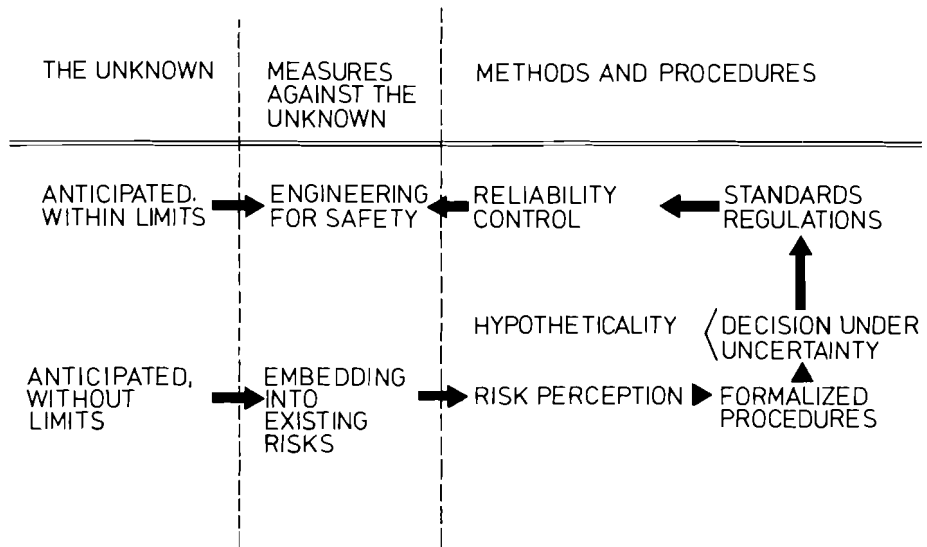 THE UNKNOWN
MEASURES
AGAINST THE
UNKNOWN
METHODS AND PROCEDURES
ANTICIPATED,
WITHIN LIMITS
ENGINEERING
FOR SAFETY
RELIABILITY
CONTROL
STANDARDS
REGULATIONS
HYPOTHETICALITY
DECISION UNDER
UNCERTAINTY
ANTICIPATED,
WITHOUT
LIMITS
EMBEDDING
INTO
EXISTING
RISKS
RISK PERCEPTION
FORMALIZED
PROCEDURES